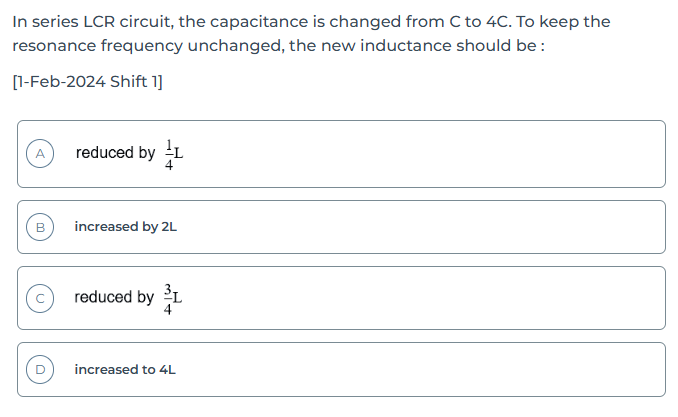 In series LCR circuit, the capacitance is changed from C to 4C. To keep the
resonance frequency unchanged, the new inductance should be :
[1-Feb-2024 Shift 1]
A reduced by 1/4 L
B increased by 2L
C reduced by 3/4 L
D increased to 4L